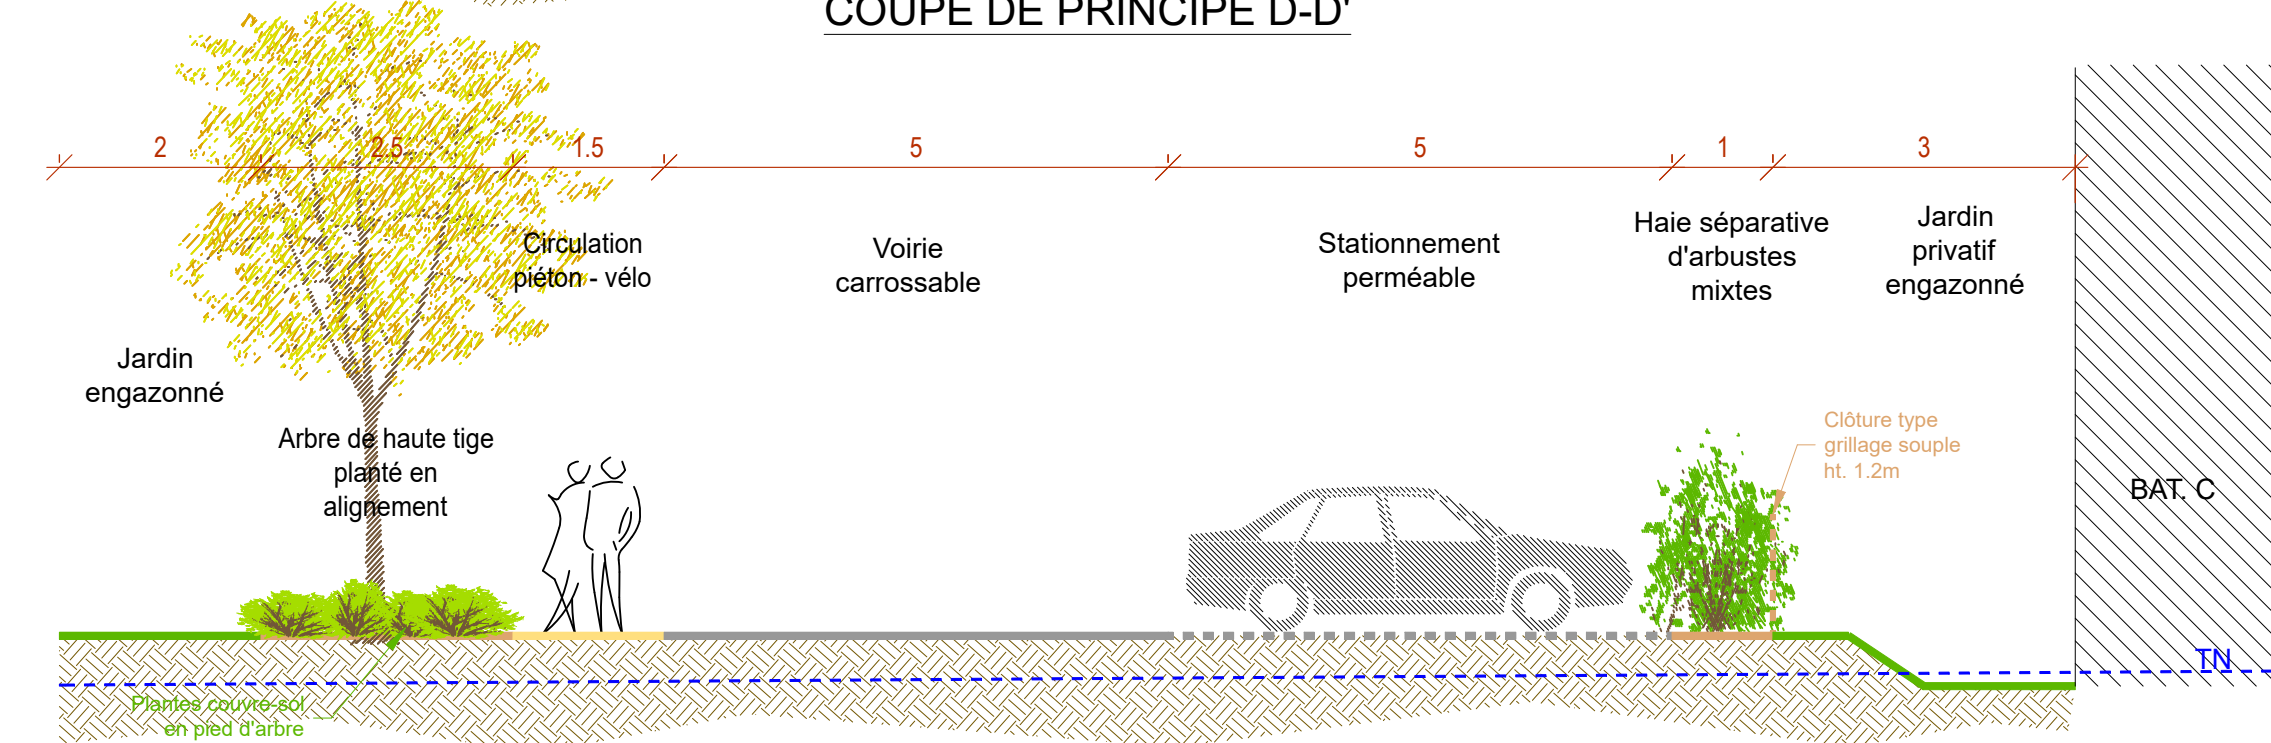 COUPE DE PRINCIPE D-D'
2
2.5
1.5
5
5
1
3
Circulation
piéton - vélo
Voirie
carrossable
Stationnement
perméable
Haie séparative
d'arbustes
mixtes
Jardin
privatif
engazonné
Jardin
engazonné
Arbre de haute tige
planté en
alignement
Clôture type
grillage souple
ht. 1.2m
BAT. C
TN
Plantes couvre-sol
en pied d'arbre